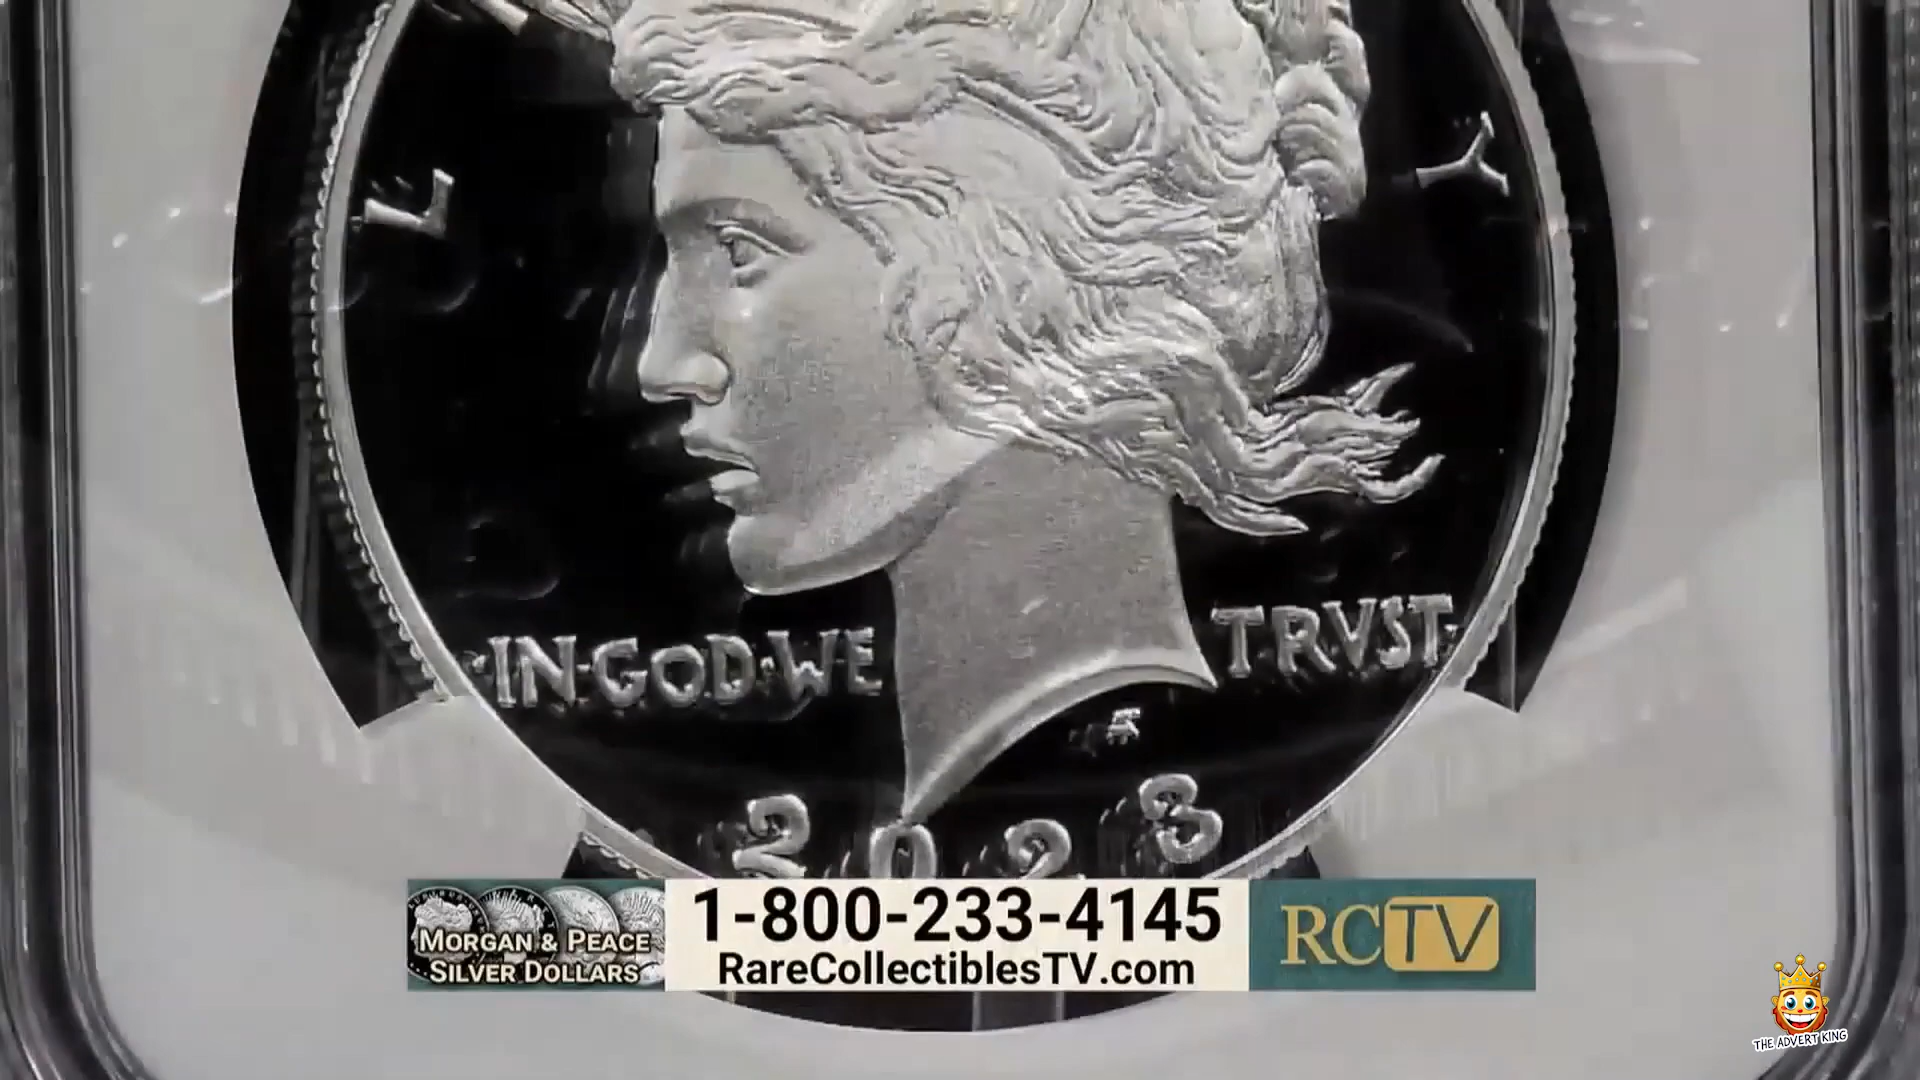 L Y
IN·GOD·WE TRVST·
2023
MORGAN & PEACE
SILVER DOLLARS
1-800-233-4145
RareCollectiblesTV.com
RCTV
THE ADVERT KING